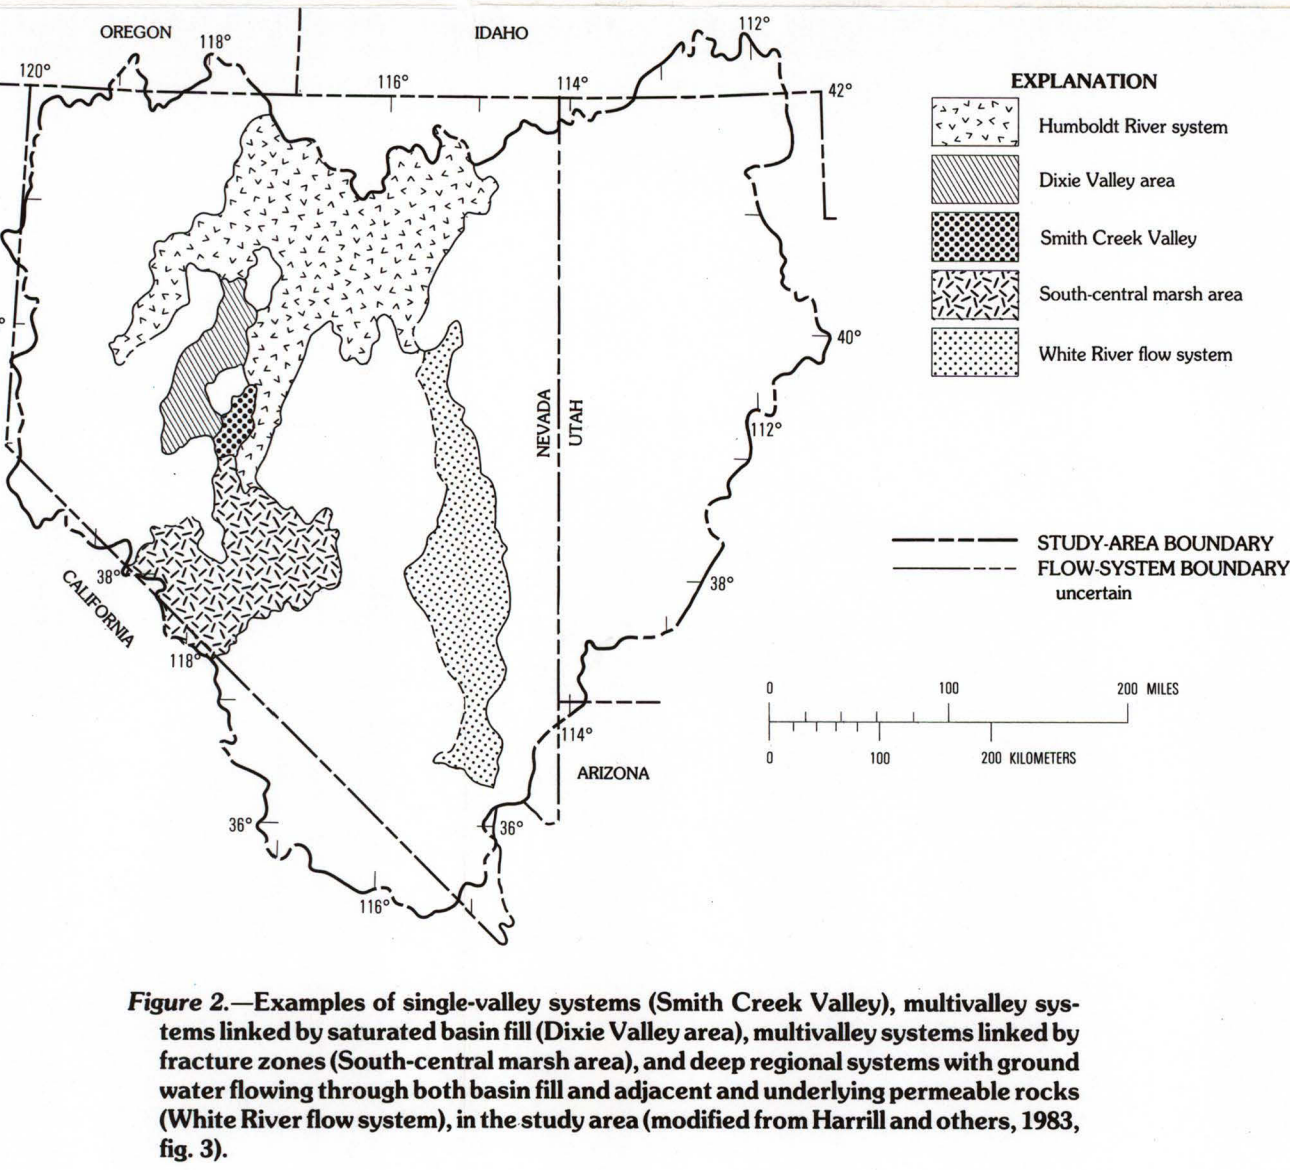 OREGON
IDAHO
112°
118°
120°
116°
114°
42°
EXPLANATION
Humboldt River system
Dixie Valley area
Smith Creek Valley
South-central marsh area
White River flow system
40°
NEVADA
UTAH
112°
STUDY-AREA BOUNDARY
FLOW-SYSTEM BOUNDARY
uncertain
38°
38°
CALIFORNIA
118°
0 100 200 MILES
0 100 200 KILOMETERS
114°
ARIZONA
36°
36°
116°
Figure 2.—Examples of single-valley systems (Smith Creek Valley), multivalley sys-
tems linked by saturated basin fill (Dixie Valley area), multivalley systems linked by
fracture zones (South-central marsh area), and deep regional systems with ground
water flowing through both basin fill and adjacent and underlying permeable rocks
(White River flow system), in the study area (modified from Harrill and others, 1983,
fig. 3).